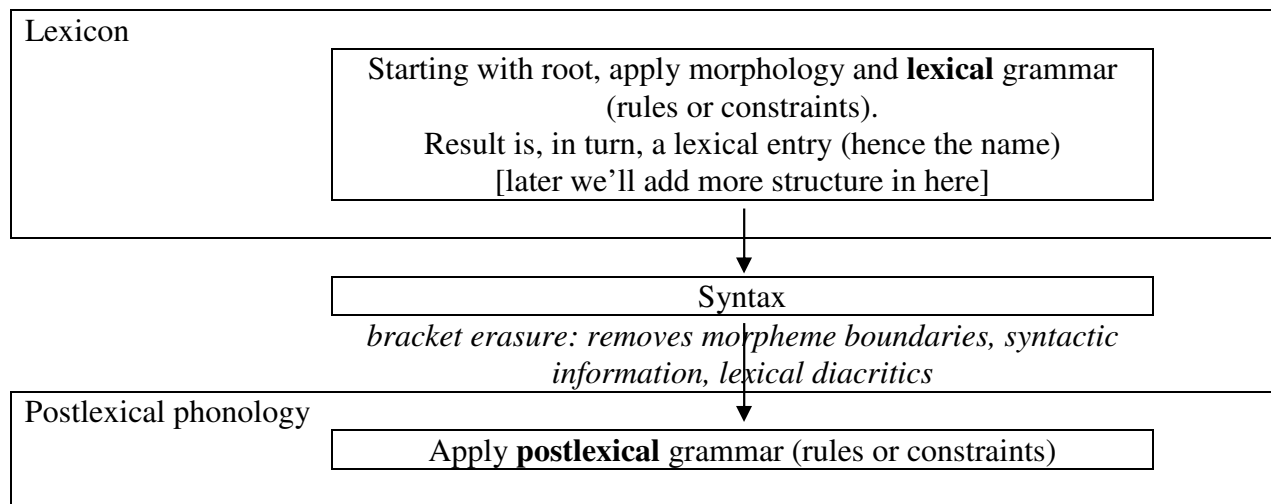 Lexicon
Starting with root, apply morphology and lexical grammar
(rules or constraints).
Result is, in turn, a lexical entry (hence the name)
[later we’ll add more structure in here]
Syntax
bracket erasure: removes morpheme boundaries, syntactic
information, lexical diacritics
Postlexical phonology
Apply postlexical grammar (rules or constraints)